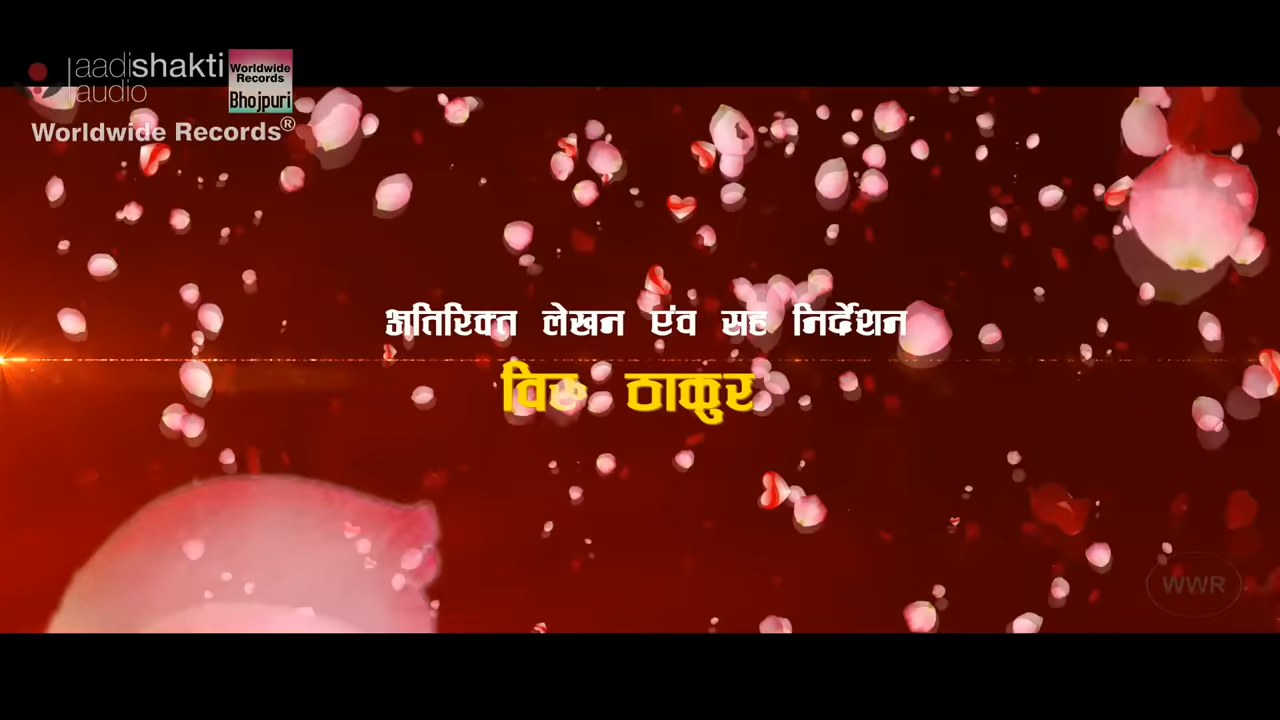 aadishakti
audio
Worldwide
Records
Bhojpuri
Worldwide Records®
अतिरिक्त लेखन एंव सह निर्देशन
विरु ठाकुर
WWR